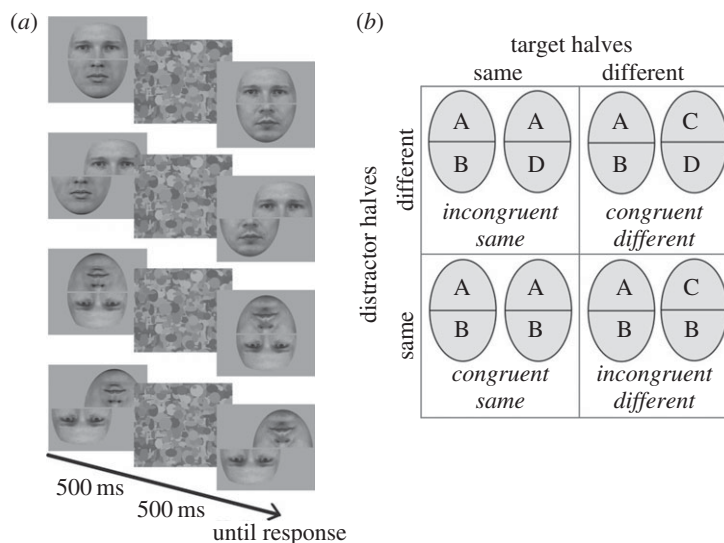 (a)
500 ms
500 ms
until response
(b)
target halves
same different
distractor halves
different
A A A C
B D B D
incongruent congruent
same different
same
A A A C
B B B B
congruent incongruent
same different